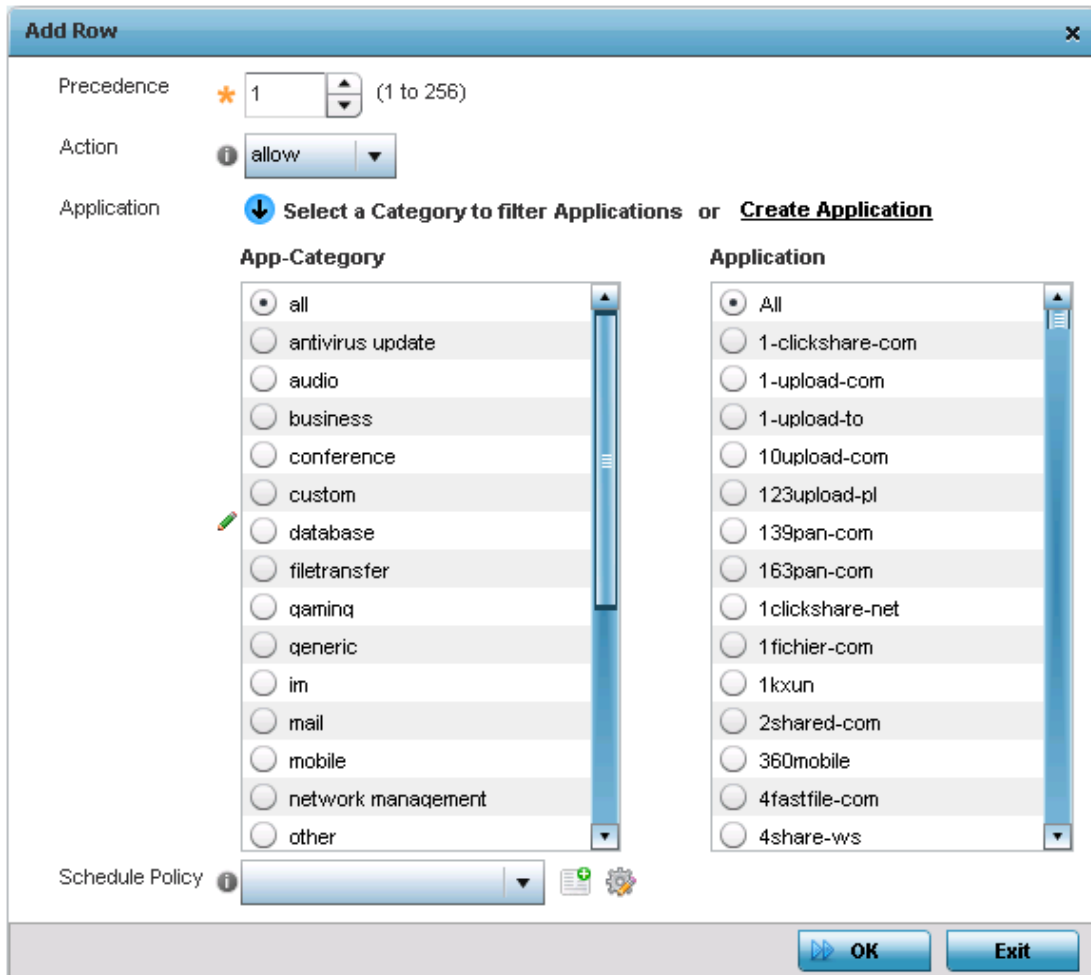 Add Row
Precedence 1 (1 to 256)
Action allow
Application Select a Category to filter Applications or Create Application
App-Category
all
antivirus update
audio
business
conference
custom
database
filetransfer
gaming
generic
im
mail
mobile
network management
other
Application
All
1-clickshare-com
1-upload-com
1-upload-to
10upload-com
123upload-pl
139pan-com
163pan-com
1clickshare-net
1fichier-com
1kxun
2shared-com
360mobile
4fastfile-com
4share-ws
Schedule Policy
OK Exit